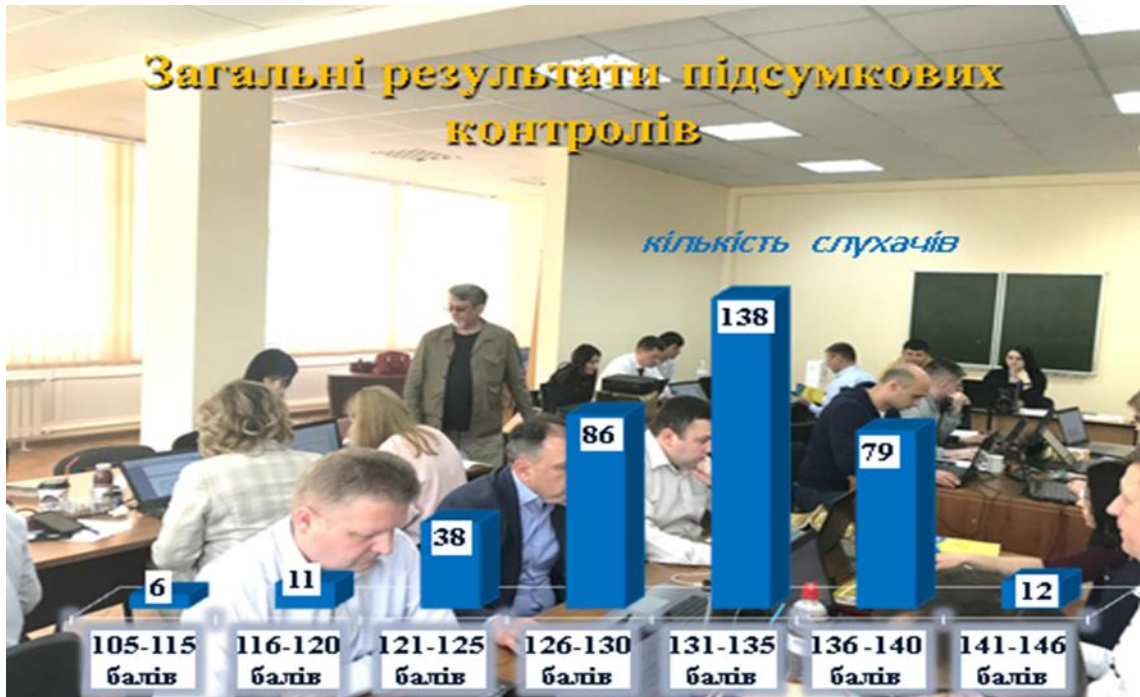 Загальні результати підсумкових
контролів
кількість слухачів
138
86
79
38
6
11
12
105-115
балів
116-120
балів
121-125
балів
126-130
балів
131-135
балів
136-140
балів
141-146
балів